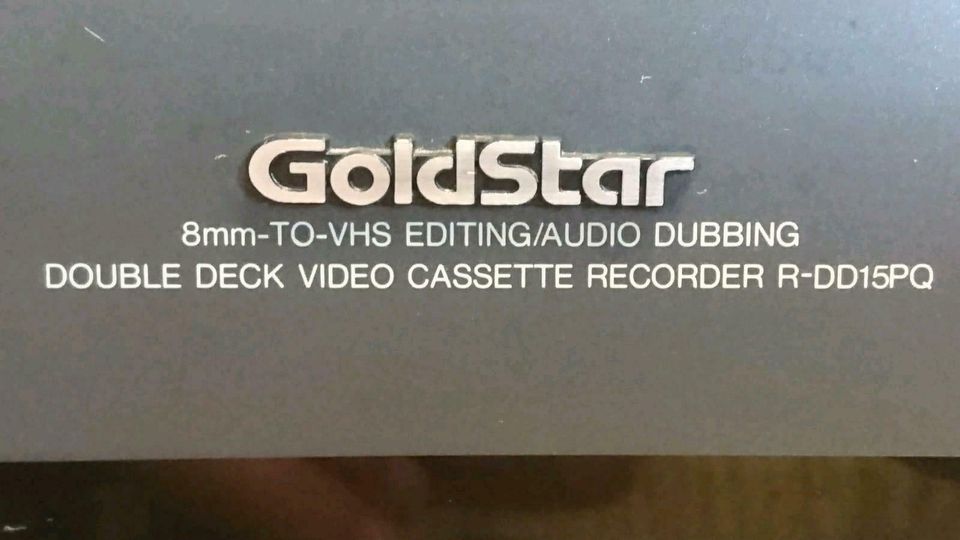 GoldStar
8mm-TO-VHS EDITING/AUDIO DUBBING
DOUBLE DECK VIDEO CASSETTE RECORDER R-DD15PQ